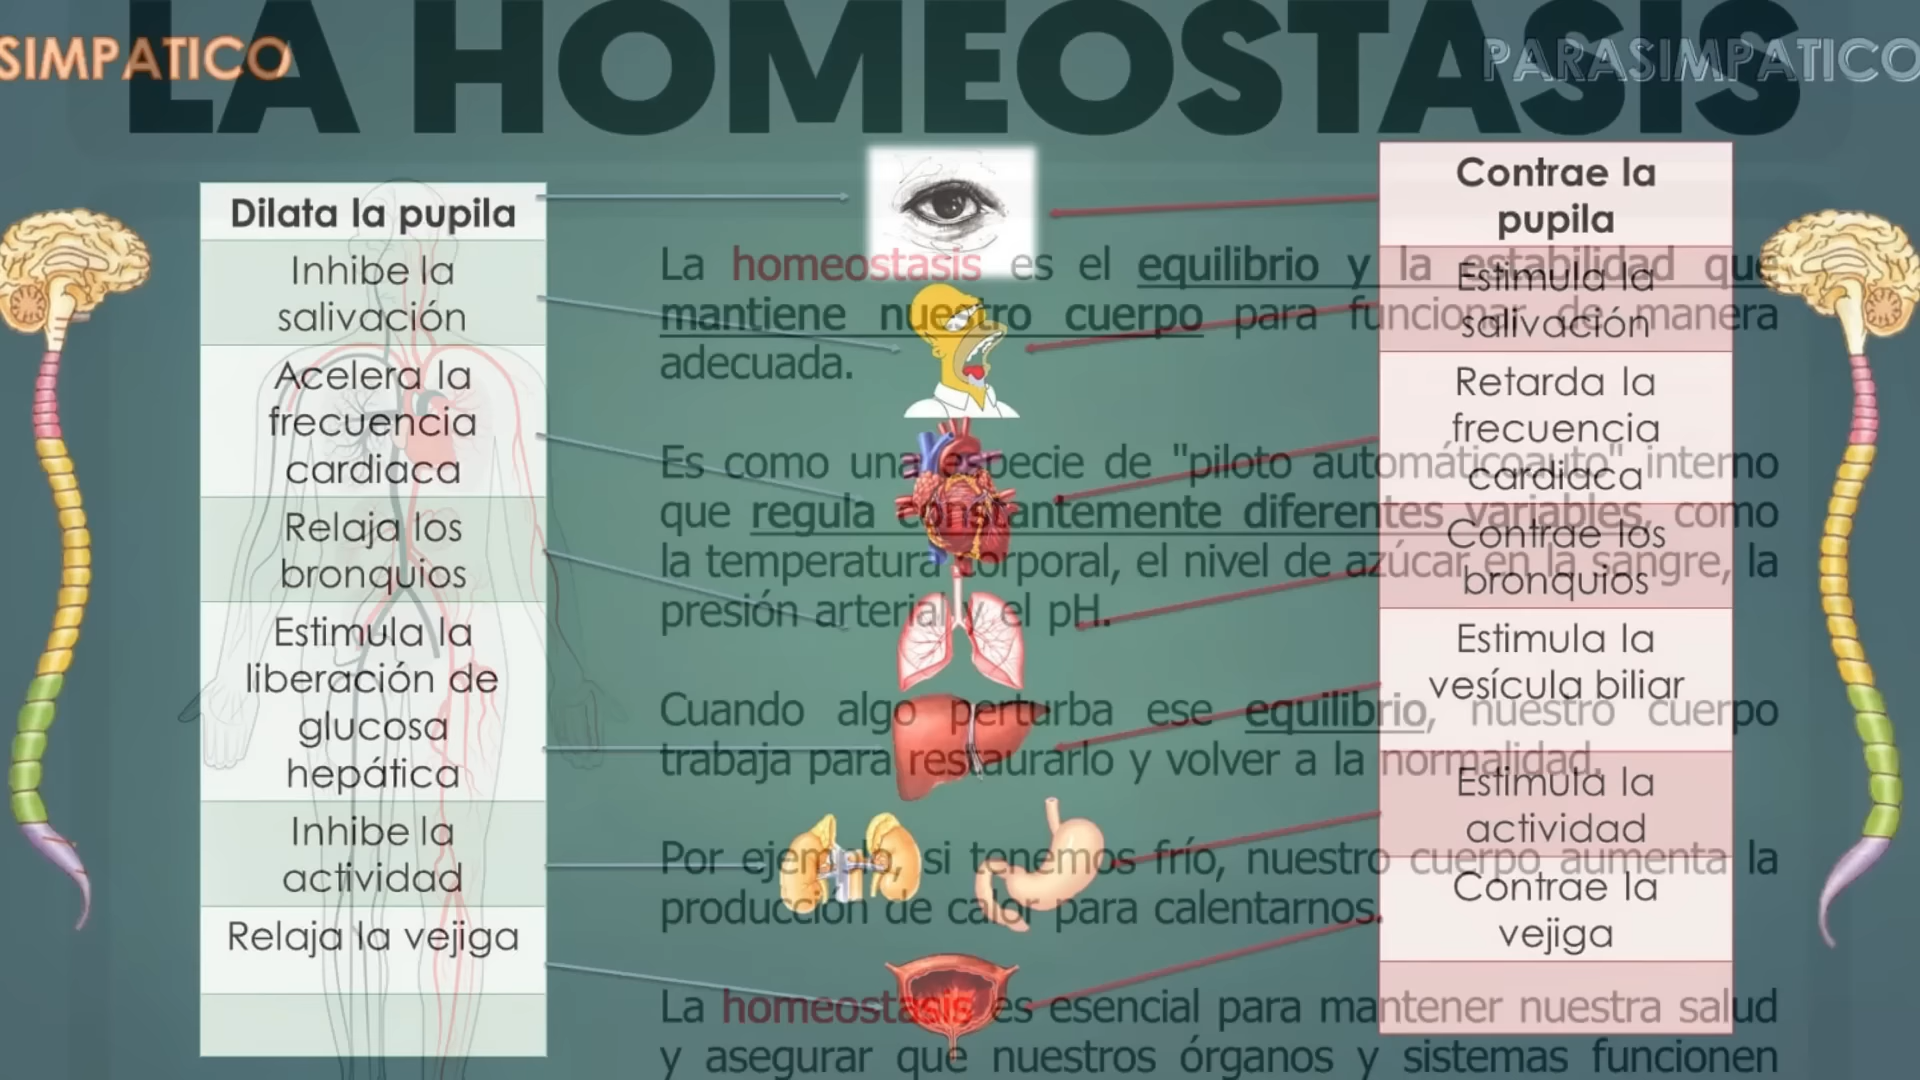 LA HOMEOSTASIS
SIMPATICO
PARASIMPATICO
Dilata la pupila
Inhibe la
salivación
Acelera la
frecuencia
cardiaca
Relaja los
bronquios
Estimula la
liberación de
glucosa
hepática
Inhibe la
actividad
Relaja la vejiga
La homeostasis es el equilibrio y la estabilidad que
mantiene nuestro cuerpo para funcionar de manera
adecuada.
Es como una especie de "piloto automáticoauto" interno
que regula constantemente diferentes variables, como
la temperatura corporal, el nivel de azúcar en la sangre, la
presión arterial y el pH.
Cuando algo perturba ese equilibrio, nuestro cuerpo
trabaja para restaurarlo y volver a la normalidad.
Por ejemplo, si tenemos frío, nuestro cuerpo aumenta la
producción de calor para calentarnos.
La homeostasis es esencial para mantener nuestra salud
y asegurar que nuestros órganos y sistemas funcionen
Contrae la
pupila
Estimula la
salivación
Retarda la
frecuencia
cardiaca
Contrae los
bronquios
Estimula la
vesícula biliar
Estimula la
actividad
Contrae la
vejiga